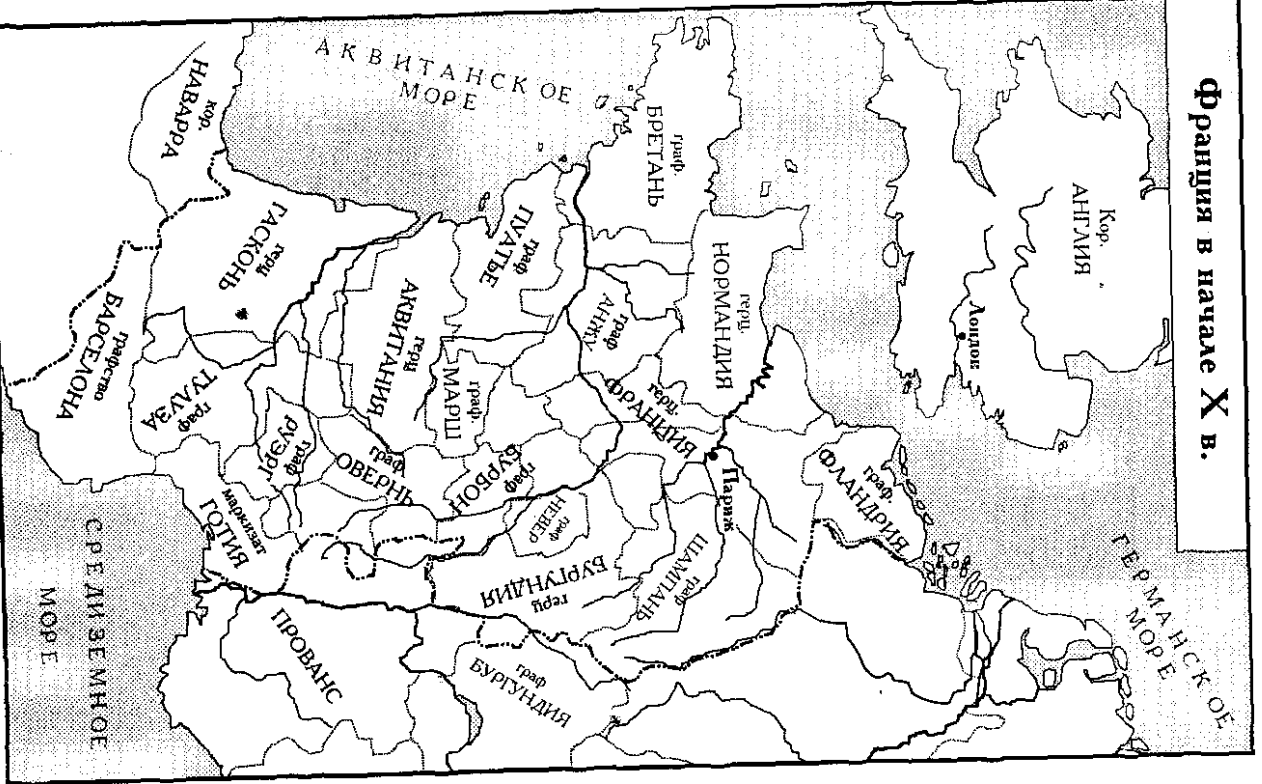 Франция в начале X в.
ГЕРМАНСКОЕ
МОРЕ
Кор.
АНГЛИЯ
Лондон
АКВИТАНСКОЕ
МОРЕ
граф.
БРЕТАНЬ
герц.
НОРМАНДИЯ
граф.
ФЛАНДРИЯ
Париж
герц.
ФРАНЦИЯ
граф
АНЖУ
граф
ШАМПАНЬ
граф
ПУАТЬЕ
граф.
МАРШ
граф
БУРБОН
граф
НЕВЕР
герц
БУРГУНДИЯ
граф
БУРГУНДИЯ
герц
АКВИТАНИЯ
граф.
ОВЕРНЬ
граф
РУЭРГ
герц
ГАСКОНЬ
граф
ТУЛУЗА
маркизат
ГОТИЯ
ПРОВАНС
кор.
НАВАРРА
графство
БАРСЕЛОНА
СРЕДИЗЕМНОЕ
МОРЕ